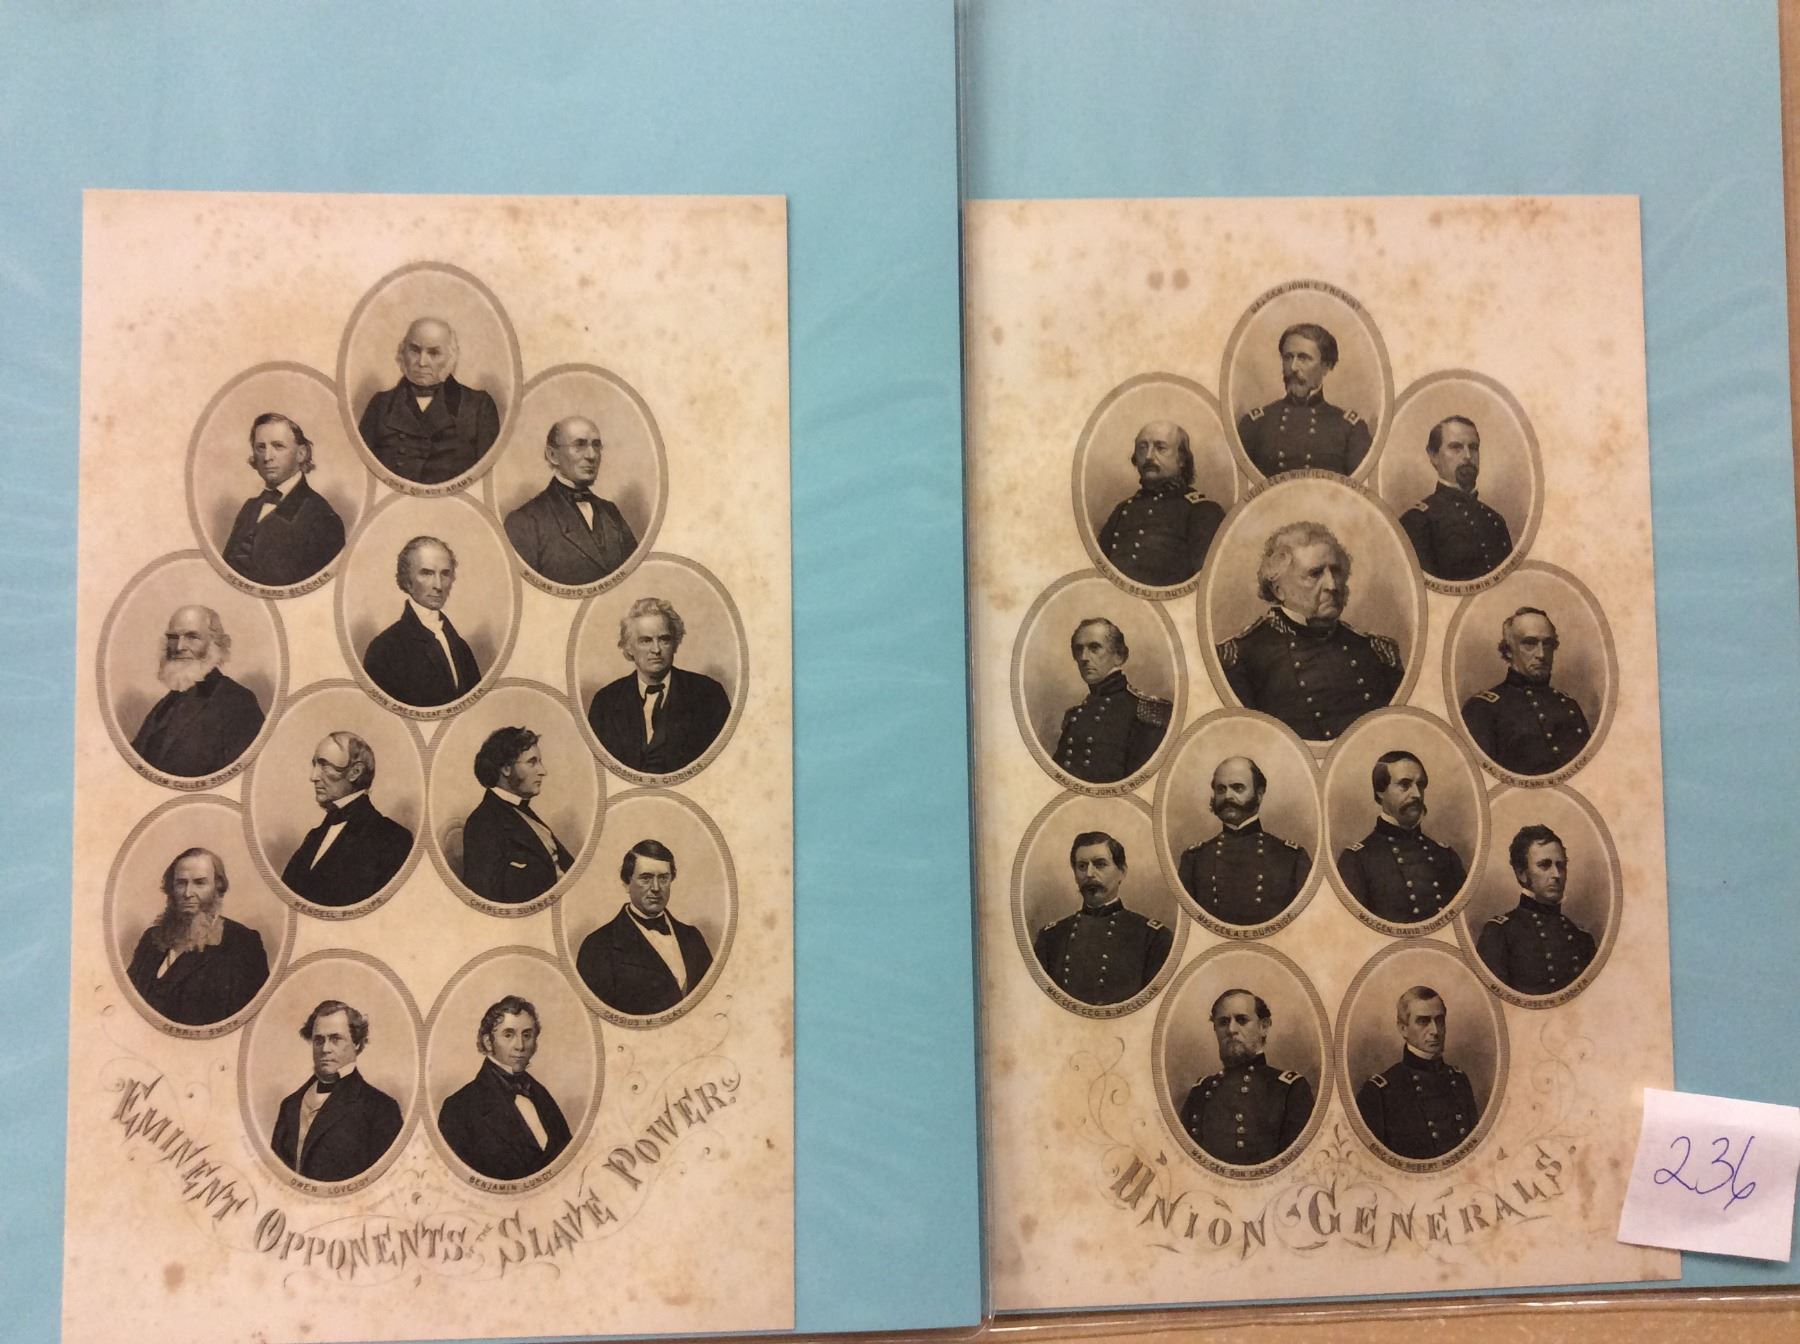 JOHN QUINCY ADAMS
HENRY WARD BEECHER
WILLIAM LLOYD GARRISON
JOHN GREENLEAF WHITTIER
WILLIAM CULLEN BRYANT
JOSHUA R. GIDDINGS
WENDELL PHILLIPS
CHARLES SUMNER
GERRIT SMITH
CASSIUS M. CLAY
OWEN LOVEJOY
BENJAMIN LUNDY
EMINENT OPPONENTS OF THE SLAVE POWER.
MAJ. GEN. JOHN C. FREMONT
LIEUT. GEN. WINFIELD SCOTT
MAJ. GEN. BENJ. F. BUTLER
MAJ. GEN. IRWIN
MAJ. GEN. JOHN E. WOOL
MAJ. GEN. HENRY W. HALLECK
MAJ. GEN. A. E. BURNSIDE
MAJ. GEN. DAVID HUNTER
MAJ. GEN. GEO. B. McCLELLAN
MAJ. GEN. JOSEPH HOOKER
MAJ. GEN. DON CARLOS BUELL
BRIG. GEN. ROBERT ANDERSON
UNION GENERALS.
236